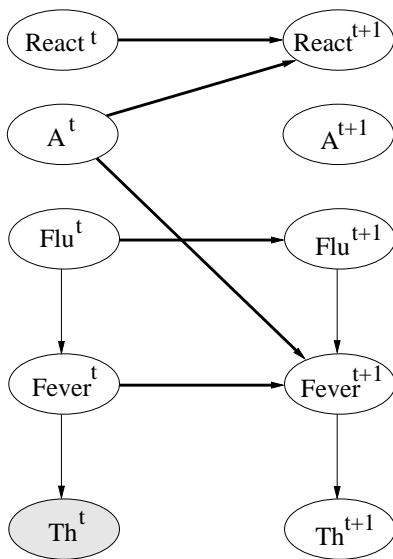 React^t React^{t+1}
A^t A^{t+1}
Flu^t Flu^{t+1}
Fever^t Fever^{t+1}
Th^t Th^{t+1}